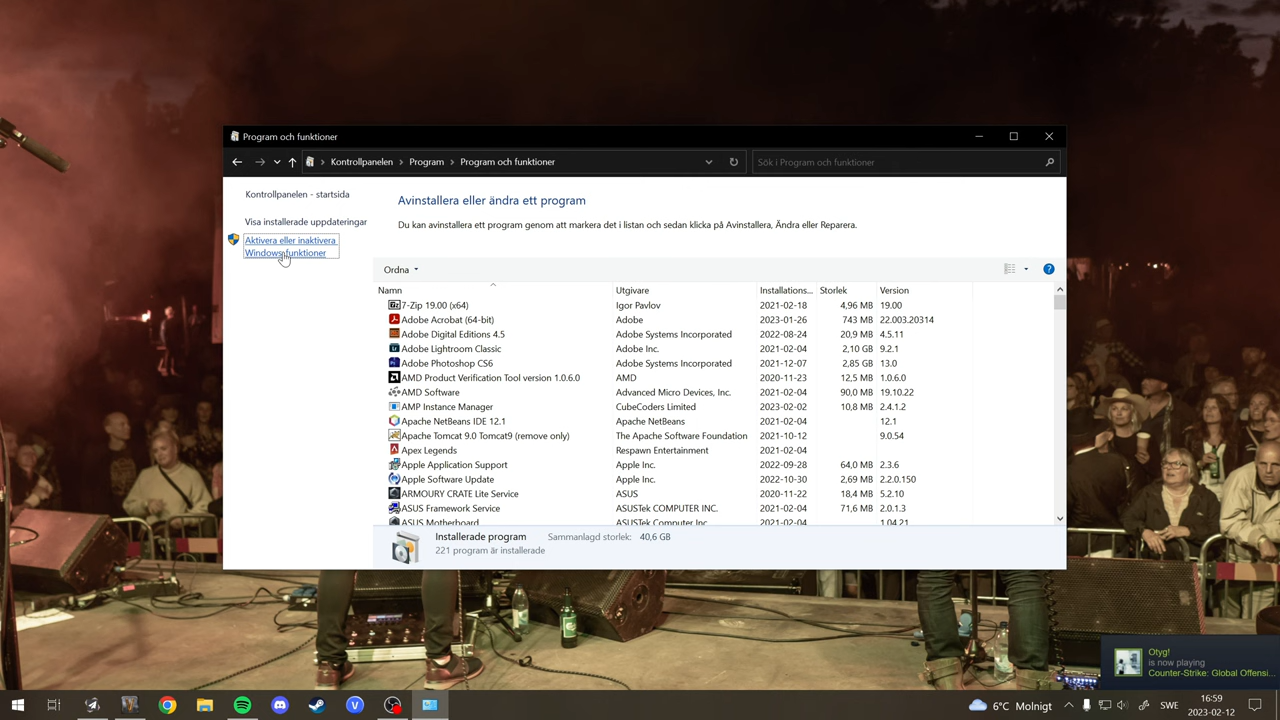 Program och funktioner
Kontrollpanelen Program Program och funktioner
Sök i Program och funktioner
Kontrollpanelen - startsida
Visa installerade uppdateringar
Aktivera eller inaktivera
Windows-funktioner
Avinstallera eller ändra ett program
Du kan avinstallera ett program genom att markera det i listan och sedan klicka på Avinstallera, Ändra eller Reparera.
Ordna
Namn Utgivare Installations... Storlek Version
7-Zip 19.00 (x64) Igor Pavlov 2021-02-18 4,96 MB 19.00
Adobe Acrobat (64-bit) Adobe 2023-01-26 743 MB 22.003.20314
Adobe Digital Editions 4.5 Adobe Systems Incorporated 2022-08-24 20,9 MB 4.5.11
Adobe Lightroom Classic Adobe Inc. 2021-02-04 2,10 GB 9.2.1
Adobe Photoshop CS6 Adobe Systems Incorporated 2021-12-07 2,85 GB 13.0
AMD Product Verification Tool version 1.0.6.0 AMD 2020-11-23 12,5 MB 1.0.6.0
AMD Software Advanced Micro Devices, Inc. 2021-02-04 90,0 MB 19.10.22
AMP Instance Manager CubeCoders Limited 2023-02-02 10,8 MB 2.4.1.2
Apache NetBeans IDE 12.1 Apache NetBeans 2021-02-04 12.1
Apache Tomcat 9.0 Tomcat9 (remove only) The Apache Software Foundation 2021-10-12 9.0.54
Apex Legends Respawn Entertainment 2021-02-04
Apple Application Support Apple Inc. 2022-09-28 64,0 MB 2.3.6
Apple Software Update Apple Inc. 2022-10-30 2,69 MB 2.2.0.150
ARMOURY CRATE Lite Service ASUS 2020-11-22 18,4 MB 5.2.10
ASUS Framework Service ASUSTek COMPUTER INC. 2021-02-04 71,6 MB 2.0.1.3
ASUS Motherboard ASUSTek Computer Inc. 2021-02-04 1.04.21
Installerade program Sammanlagd storlek: 40,6 GB
221 program är installerade
Otyg!
is now playing
Counter-Strike: Global Offensi...
6°C Molnigt SWE 16:59
2023-02-12